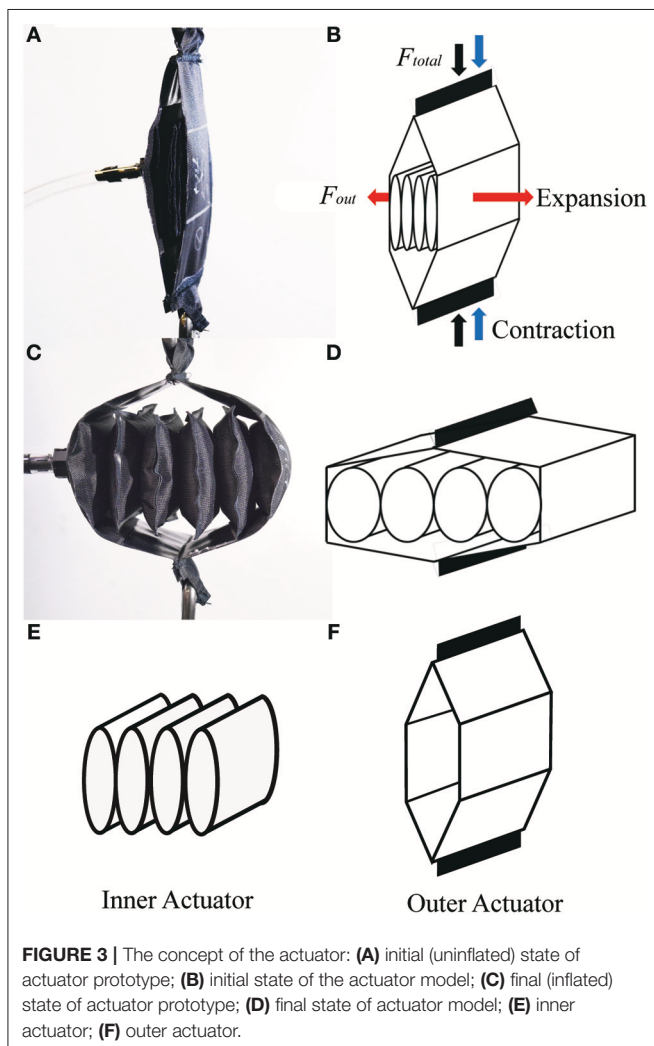 A
B
F_total
F_out
Expansion
Contraction
C
D
E
F
Inner Actuator
Outer Actuator
FIGURE 3 | The concept of the actuator: (A) initial (uninflated) state of
actuator prototype; (B) initial state of the actuator model; (C) final (inflated)
state of actuator prototype; (D) final state of actuator model; (E) inner
actuator; (F) outer actuator.